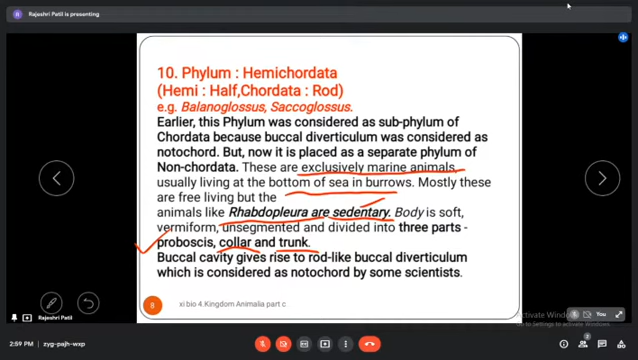 R
Rajeshri Patil is presenting
10. Phylum : Hemichordata
(Hemi : Half,Chordata : Rod)
e.g. Balanoglossus, Saccoglossus.
Earlier, this Phylum was considered as sub-phylum of
Chordata because buccal diverticulum was considered as
notochord. But, now it is placed as a separate phylum of
Non-chordata. These are exclusively marine animals,
usually living at the bottom of sea in burrows. Mostly these
are free living but the
animals like Rhabdopleura are sedentary. Body is soft,
vermiform, unsegmented and divided into three parts -
proboscis, collar and trunk.
Buccal cavity gives rise to rod-like buccal diverticulum
which is considered as notochord by some scientists.
8
xi bio 4.Kingdom Animalia part c
Rajeshri Patil
You
Activate Windows
Go to Settings to activate Windows.
2:59 PM | zyg-pajh-wxp